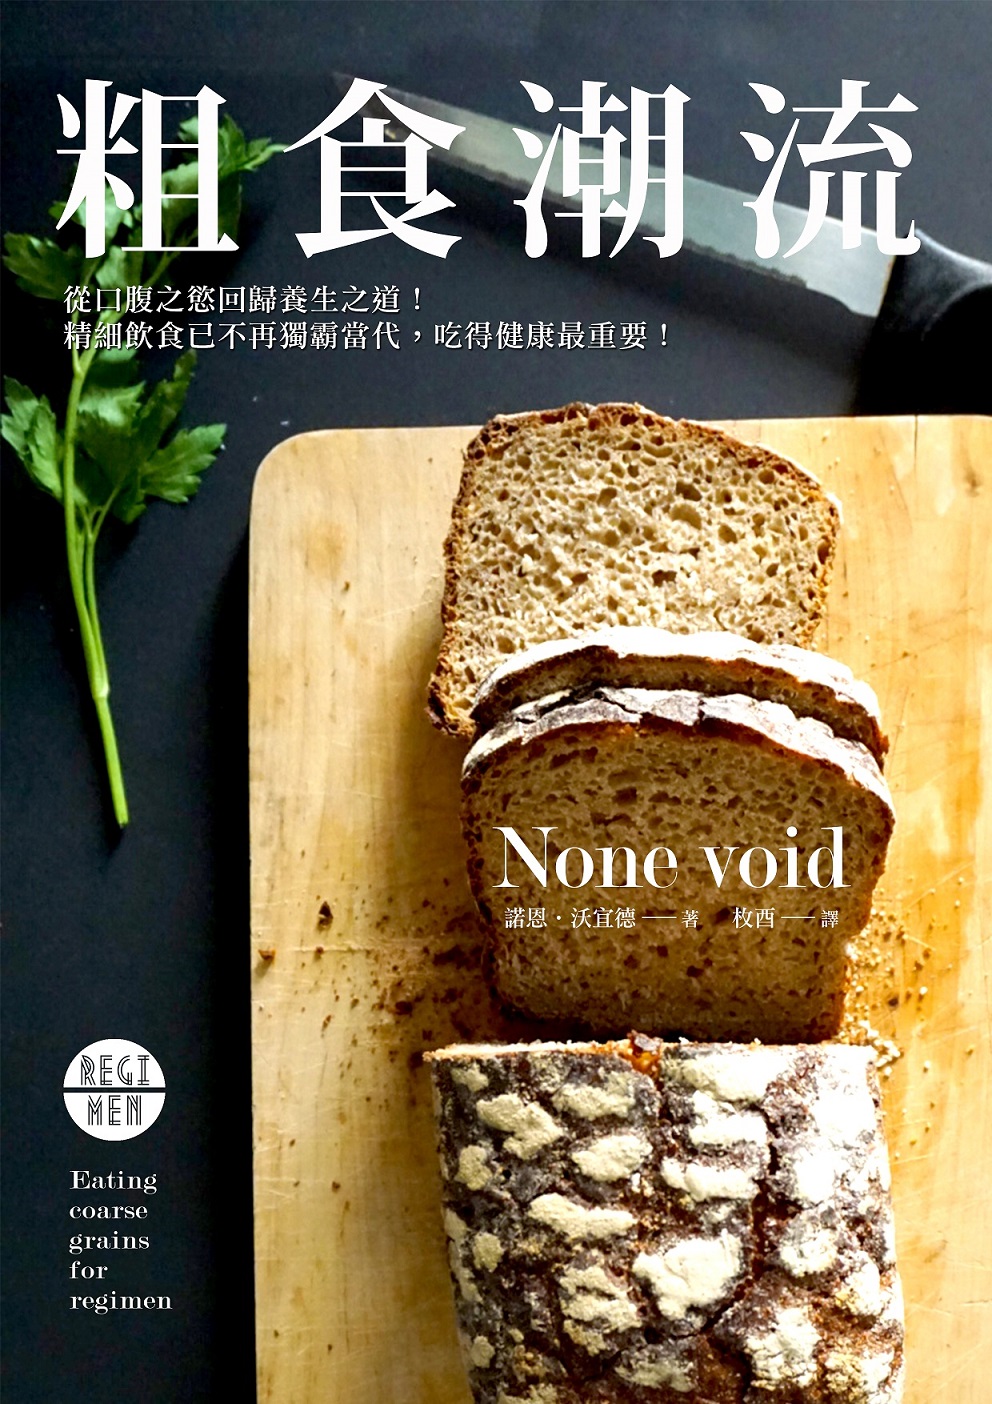 粗食潮流
從口腹之慾回歸養生之道！
精細飲食已不再獨霸當代，吃得健康最重要！
None void
諾恩・沃宜德──著　枚酉──譯
REGI
MEN
Eating
coarse
grains
for
regimen